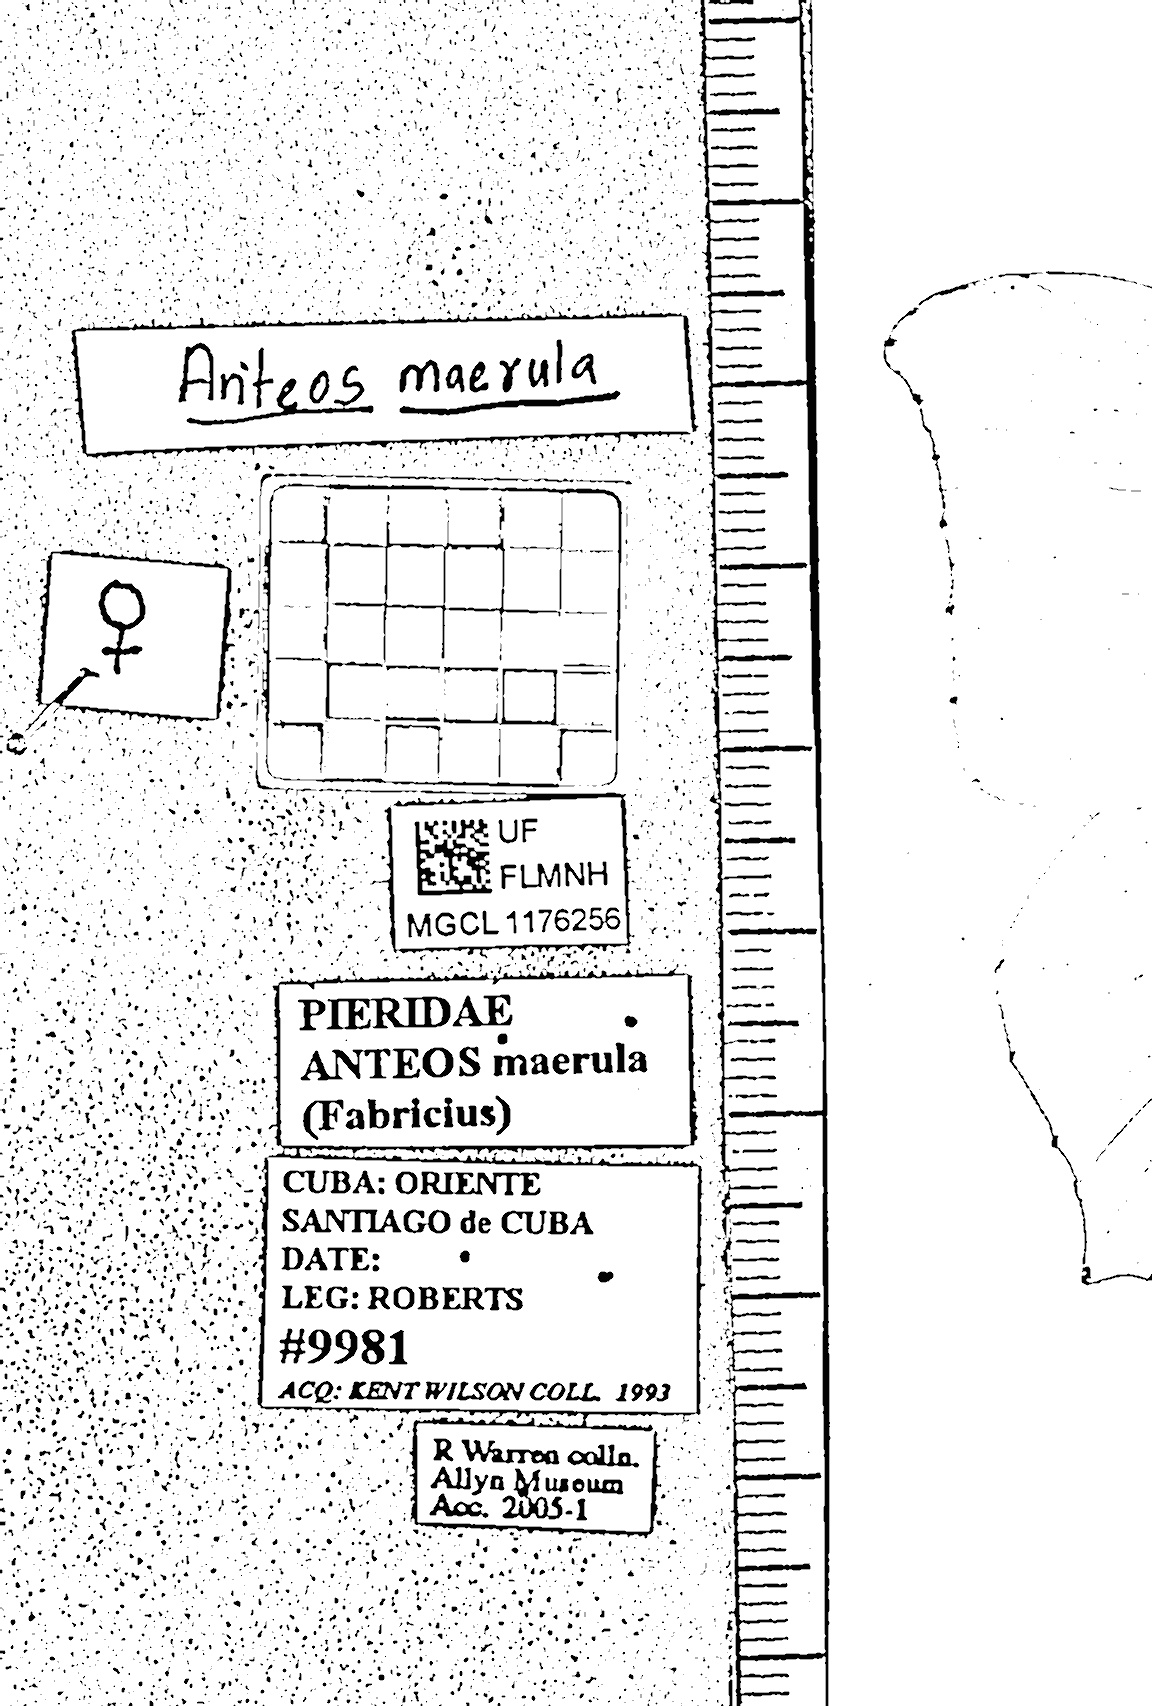 Anteos maerula
♀
UF
FLMNH
MGCL 1176256
PIERIDAE
ANTEOS maerula
(Fabricius)
CUBA: ORIENTE
SANTIAGO de CUBA
DATE:
LEG: ROBERTS
#9981
ACQ: KENT WILSON COLL. 1993
R Warren colln.
Allyn Museum
Acc. 2005-1